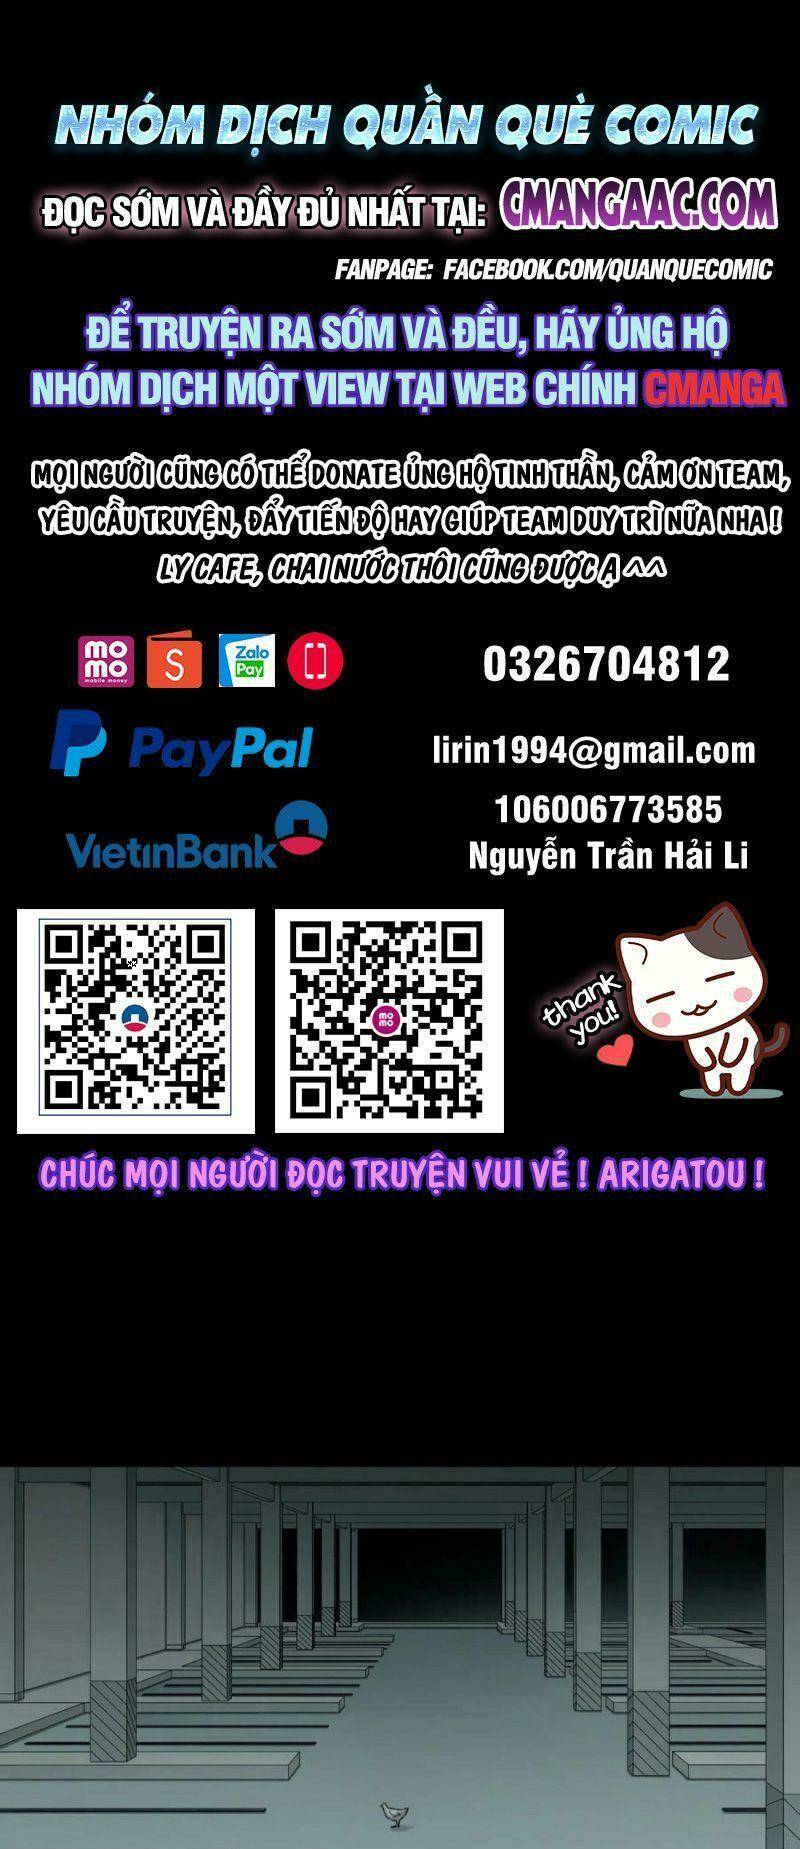 NHÓM DỊCH QUẦN QUÈ COMIC
ĐỌC SỚM VÀ ĐẦY ĐỦ NHẤT TẠI: CMANGAAC.COM
FANPAGE: FACEBOOK.COM/QUANQUECOMIC
ĐỂ TRUYỆN RA SỚM VÀ ĐỀU, HÃY ỦNG HỘ
NHÓM DỊCH MỘT VIEW TẠI WEB CHÍNH CMANGA
MỌI NGƯỜI CŨNG CÓ THỂ DONATE ỦNG HỘ TINH THẦN, CẢM ƠN TEAM,
YÊU CẦU TRUYỆN, ĐẨY TIẾN ĐỘ HAY GIÚP TEAM DUY TRÌ NỮA NHA !
LY CAFE, CHAI NƯỚC THÔI CŨNG ĐƯỢC Ạ ^^
mo mo mobile money S Zalo Pay 0326704812
PayPal lirin1994@gmail.com
VietinBank 106006773585
Nguyễn Trần Hải Li
mo mo
thank you!
CHÚC MỌI NGƯỜI ĐỌC TRUYỆN VUI VẺ ! ARIGATOU !